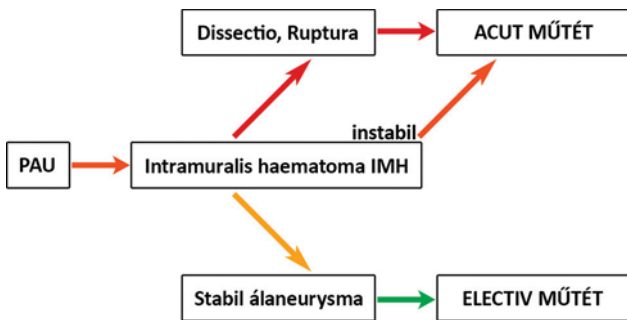 Dissectio, Ruptura
ACUT MŰTÉT
instabil
PAU
Intramuralis haematoma IMH
Stabil álaneurysma
ELECTIV MŰTÉT